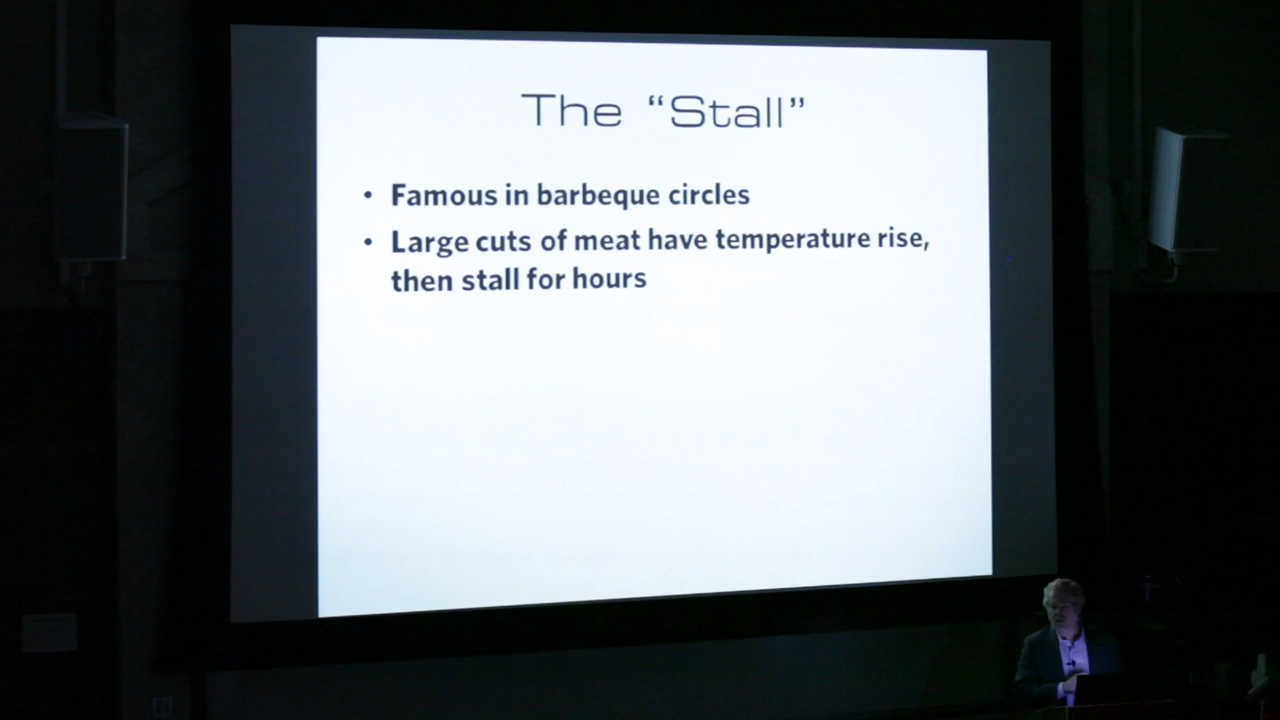 The “Stall”
• Famous in barbeque circles
• Large cuts of meat have temperature rise,
then stall for hours